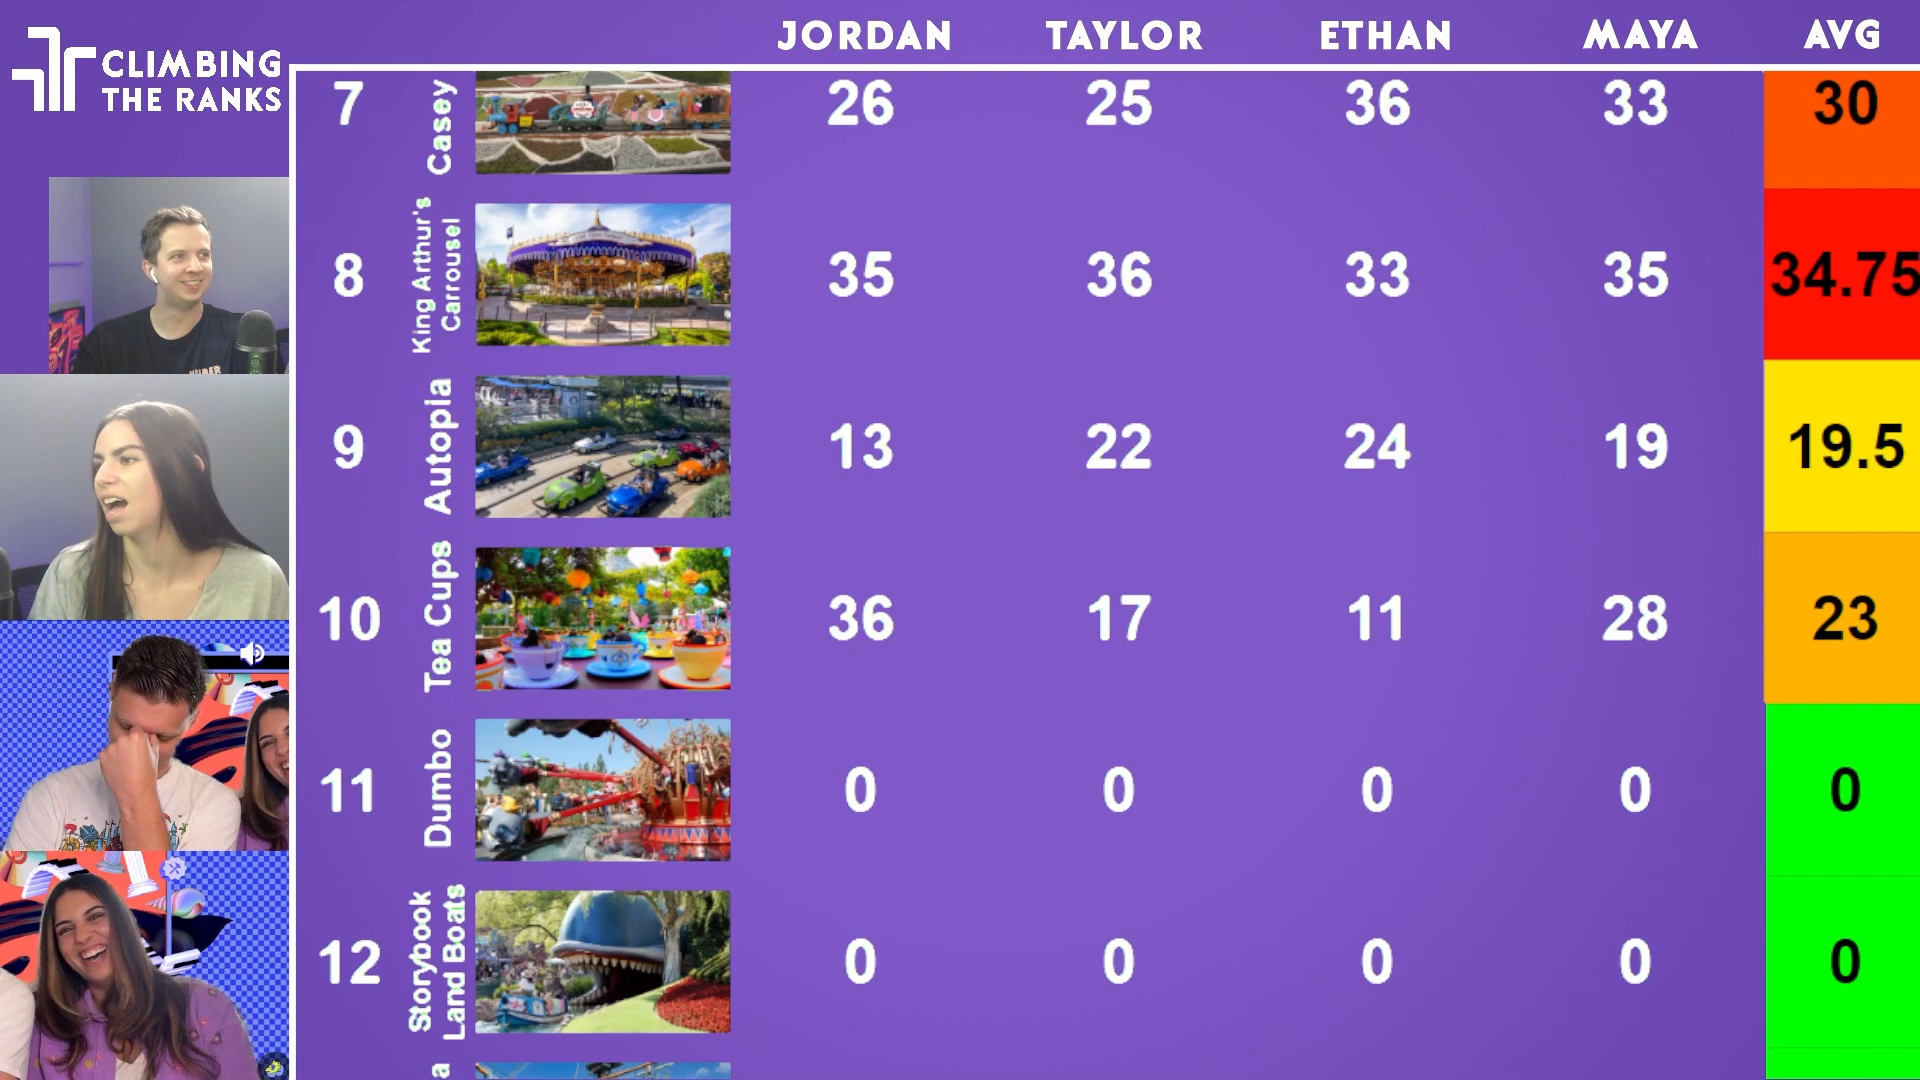 CLIMBING
THE RANKS
JORDAN TAYLOR ETHAN MAYA AVG
7 Casey 26 25 36 33 30
8 King Arthur's
Carrousel 35 36 33 35 34.75
9 Autopia 13 22 24 19 19.5
10 Tea Cups 36 17 11 28 23
11 Dumbo 0 0 0 0 0
12 Storybook
Land Boats 0 0 0 0 0
a